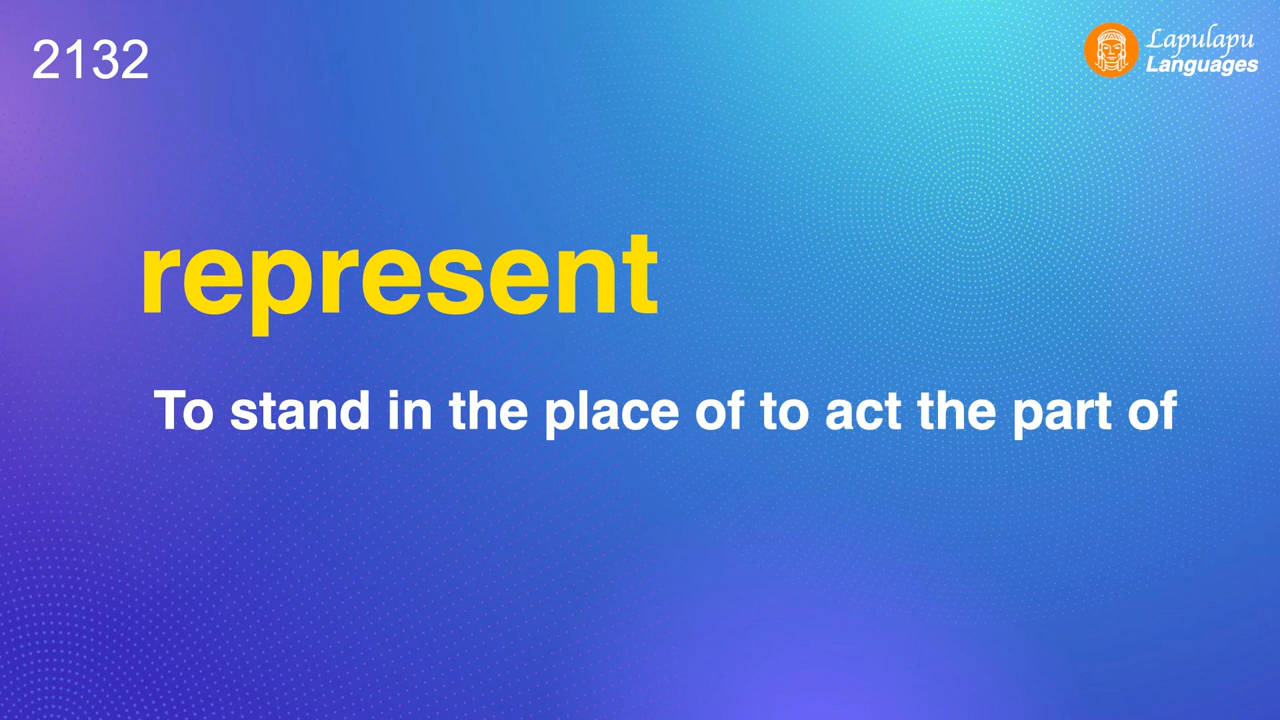 2132
Lapulapu
Languages
represent
To stand in the place of to act the part of